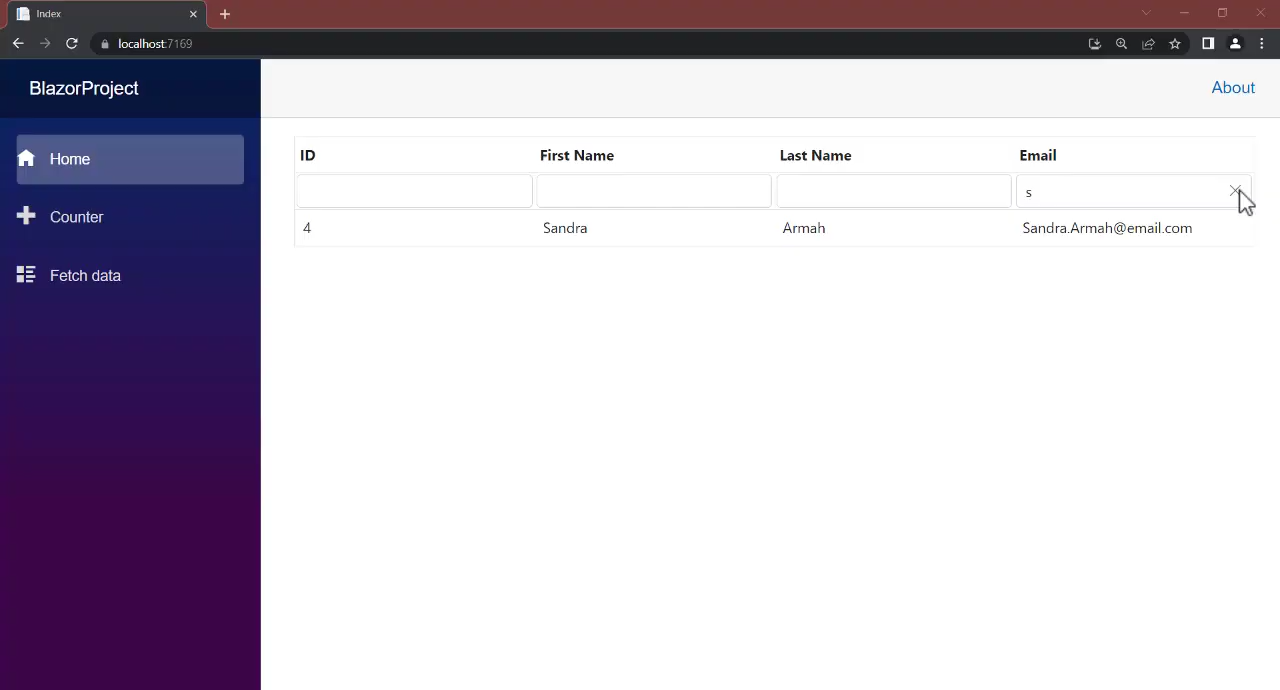 Index
localhost:7169
BlazorProject
About
Home
Counter
Fetch data
ID First Name Last Name Email
s
4 Sandra Armah Sandra.Armah@email.com